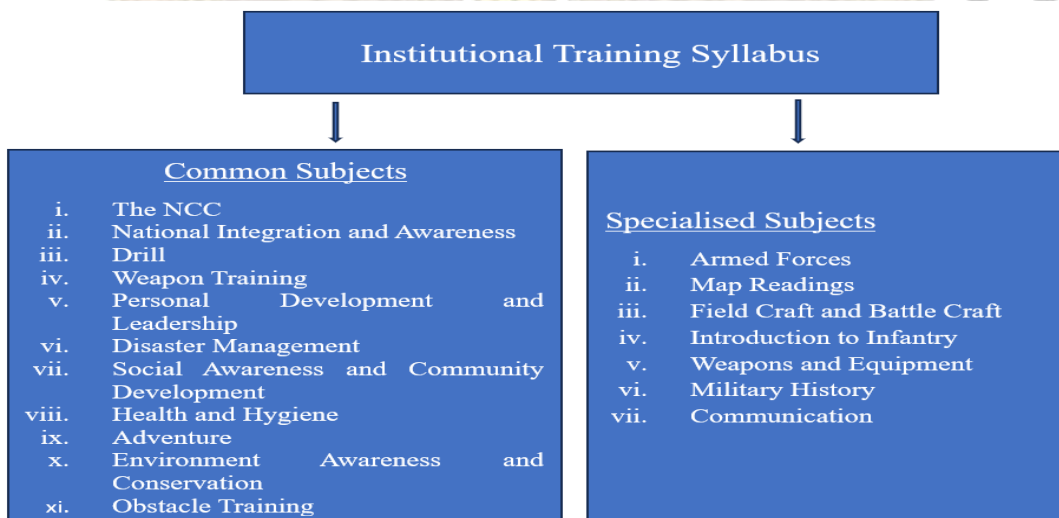 Institutional Training Syllabus
Common Subjects
i. The NCC
ii. National Integration and Awareness
iii. Drill
iv. Weapon Training
v. Personal Development and
Leadership
vi. Disaster Management
vii. Social Awareness and Community
Development
viii. Health and Hygiene
ix. Adventure
x. Environment Awareness and
Conservation
xi. Obstacle Training
Specialised Subjects
i. Armed Forces
ii. Map Readings
iii. Field Craft and Battle Craft
iv. Introduction to Infantry
v. Weapons and Equipment
vi. Military History
vii. Communication